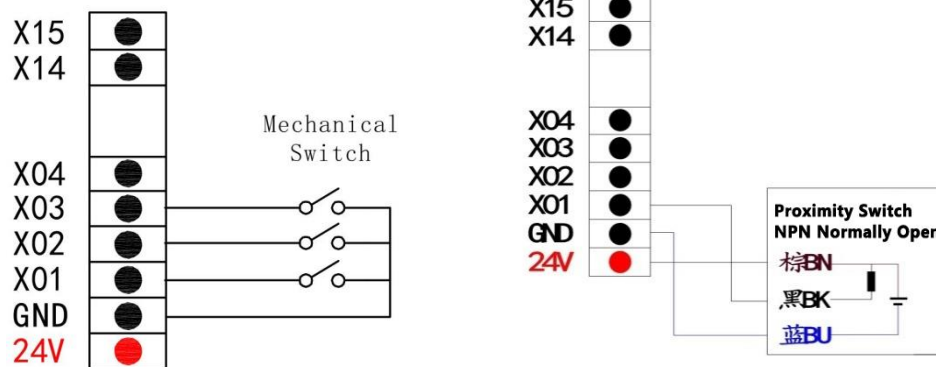 X15
X14
X04
X03
X02
X01
GND
24V
Mechanical
Switch
X15
X14
X04
X03
X02
X01
GND
24V
Proximity Switch
NPN Normally Oper
棕BN
黑BK
蓝BU